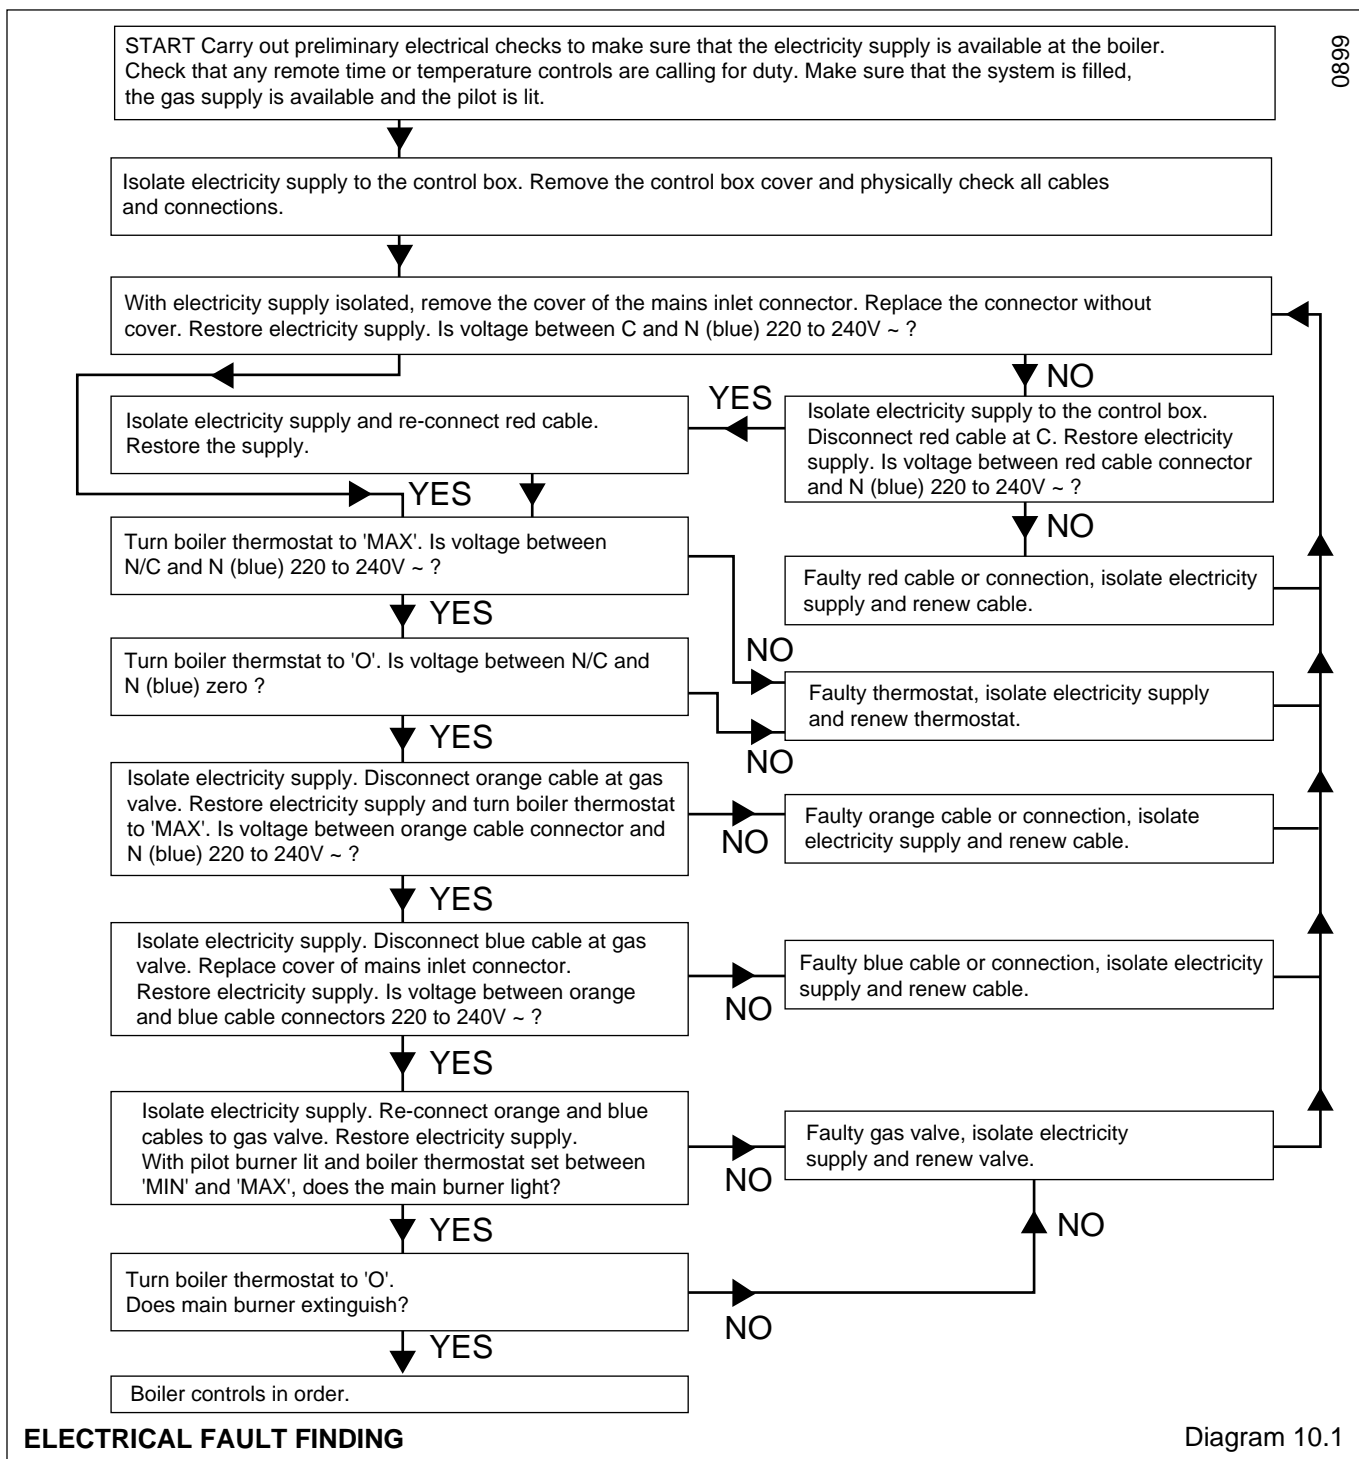 0899
START Carry out preliminary electrical checks to make sure that the electricity supply is available at the boiler.
Check that any remote time or temperature controls are calling for duty. Make sure that the system is filled,
the gas supply is available and the pilot is lit.
Isolate electricity supply to the control box. Remove the control box cover and physically check all cables
and connections.
With electricity supply isolated, remove the cover of the mains inlet connector. Replace the connector without
cover. Restore electricity supply. Is voltage between C and N (blue) 220 to 240V ~ ?
NO
YES
Isolate electricity supply and re-connect red cable.
Restore the supply.
Isolate electricity supply to the control box.
Disconnect red cable at C. Restore electricity
supply. Is voltage between red cable connector
and N (blue) 220 to 240V ~ ?
YES
NO
Turn boiler thermostat to 'MAX'. Is voltage between
N/C and N (blue) 220 to 240V ~ ?
Faulty red cable or connection, isolate electricity
supply and renew cable.
YES
NO
Turn boiler thermstat to 'O'. Is voltage between N/C and
N (blue) zero ?
Faulty thermostat, isolate electricity supply
and renew thermostat.
YES
NO
Isolate electricity supply. Disconnect orange cable at gas
valve. Restore electricity supply and turn boiler thermostat
to 'MAX'. Is voltage between orange cable connector and
N (blue) 220 to 240V ~ ?
NO
Faulty orange cable or connection, isolate
electricity supply and renew cable.
YES
Isolate electricity supply. Disconnect blue cable at gas
valve. Replace cover of mains inlet connector.
Restore electricity supply. Is voltage between orange
and blue cable connectors 220 to 240V ~ ?
NO
Faulty blue cable or connection, isolate electricity
supply and renew cable.
YES
Isolate electricity supply. Re-connect orange and blue
cables to gas valve. Restore electricity supply.
With pilot burner lit and boiler thermostat set between
'MIN' and 'MAX', does the main burner light?
NO
Faulty gas valve, isolate electricity
supply and renew valve.
YES
NO
Turn boiler thermostat to 'O'.
Does main burner extinguish?
NO
YES
Boiler controls in order.
ELECTRICAL FAULT FINDING
Diagram 10.1